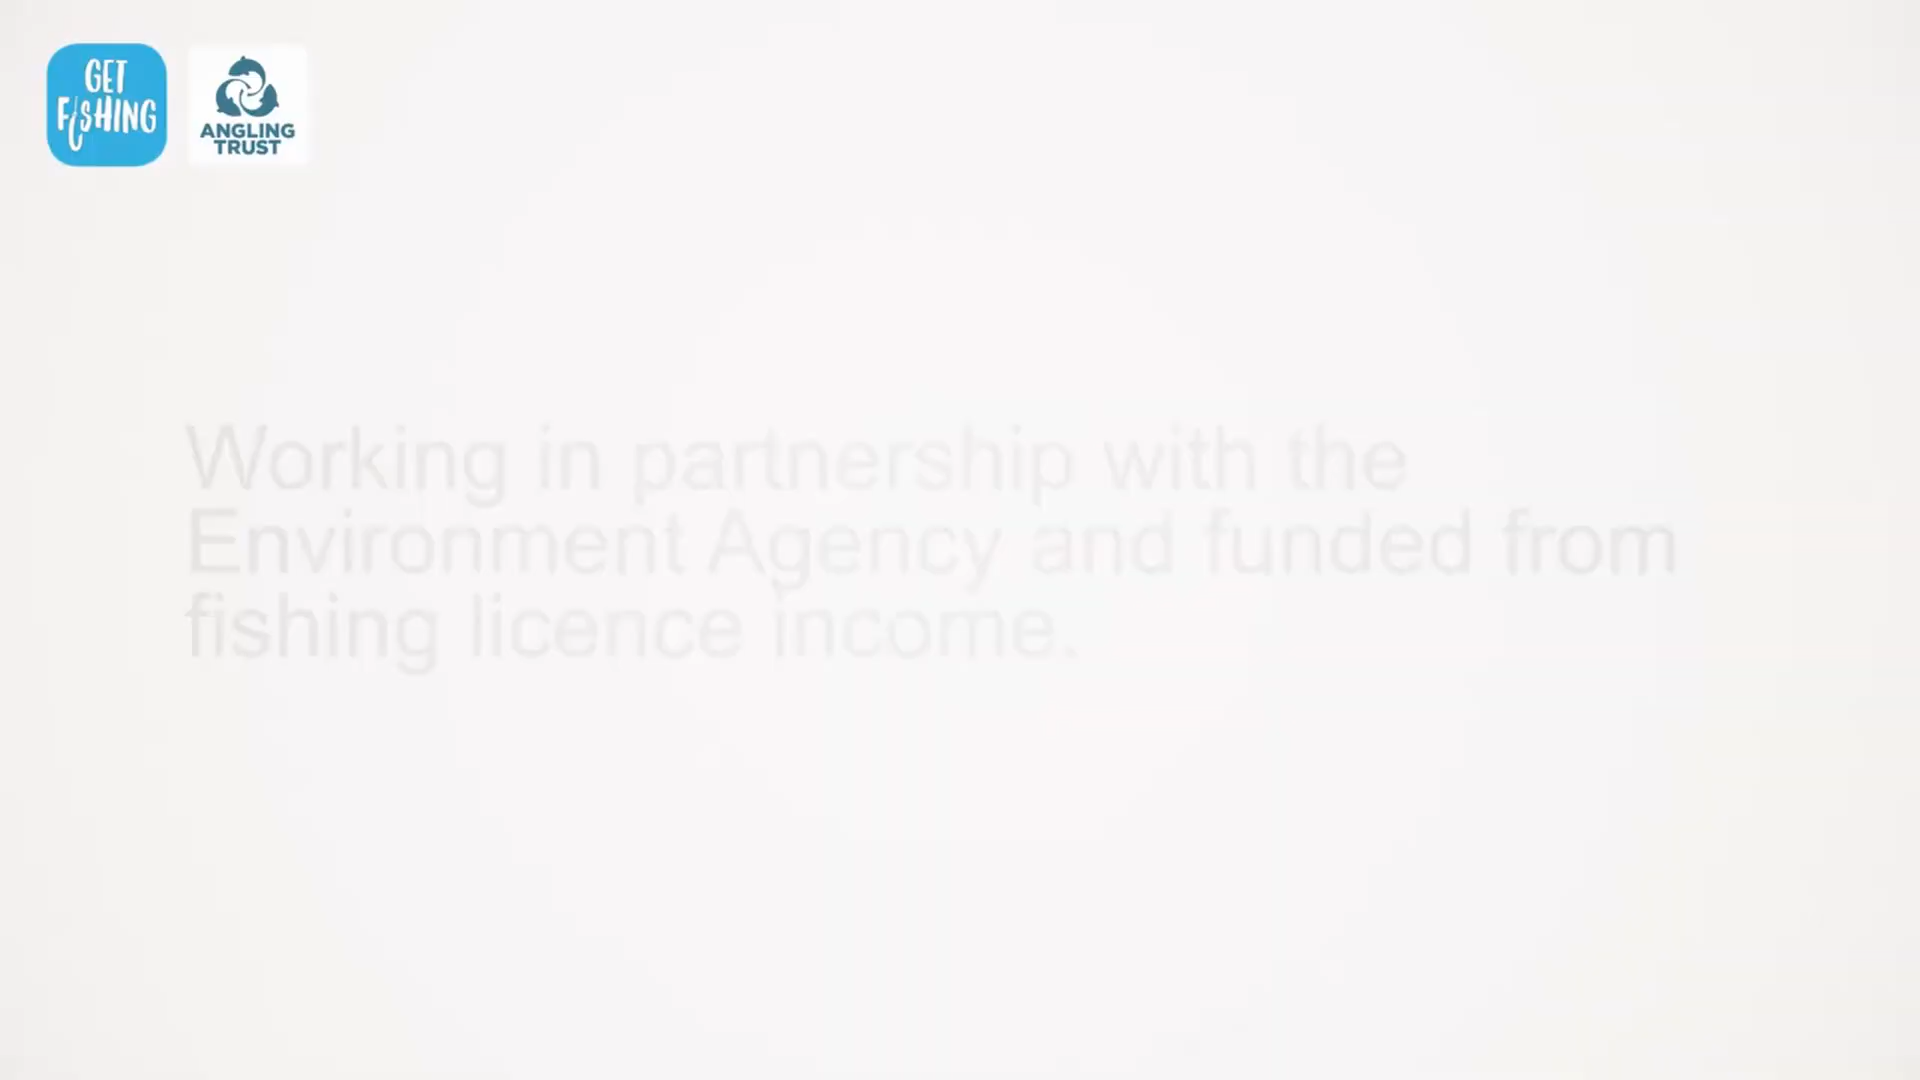 GET
FISHING
ANGLING
TRUST
Working in partnership with the
Environment Agency and funded from
fishing licence income.